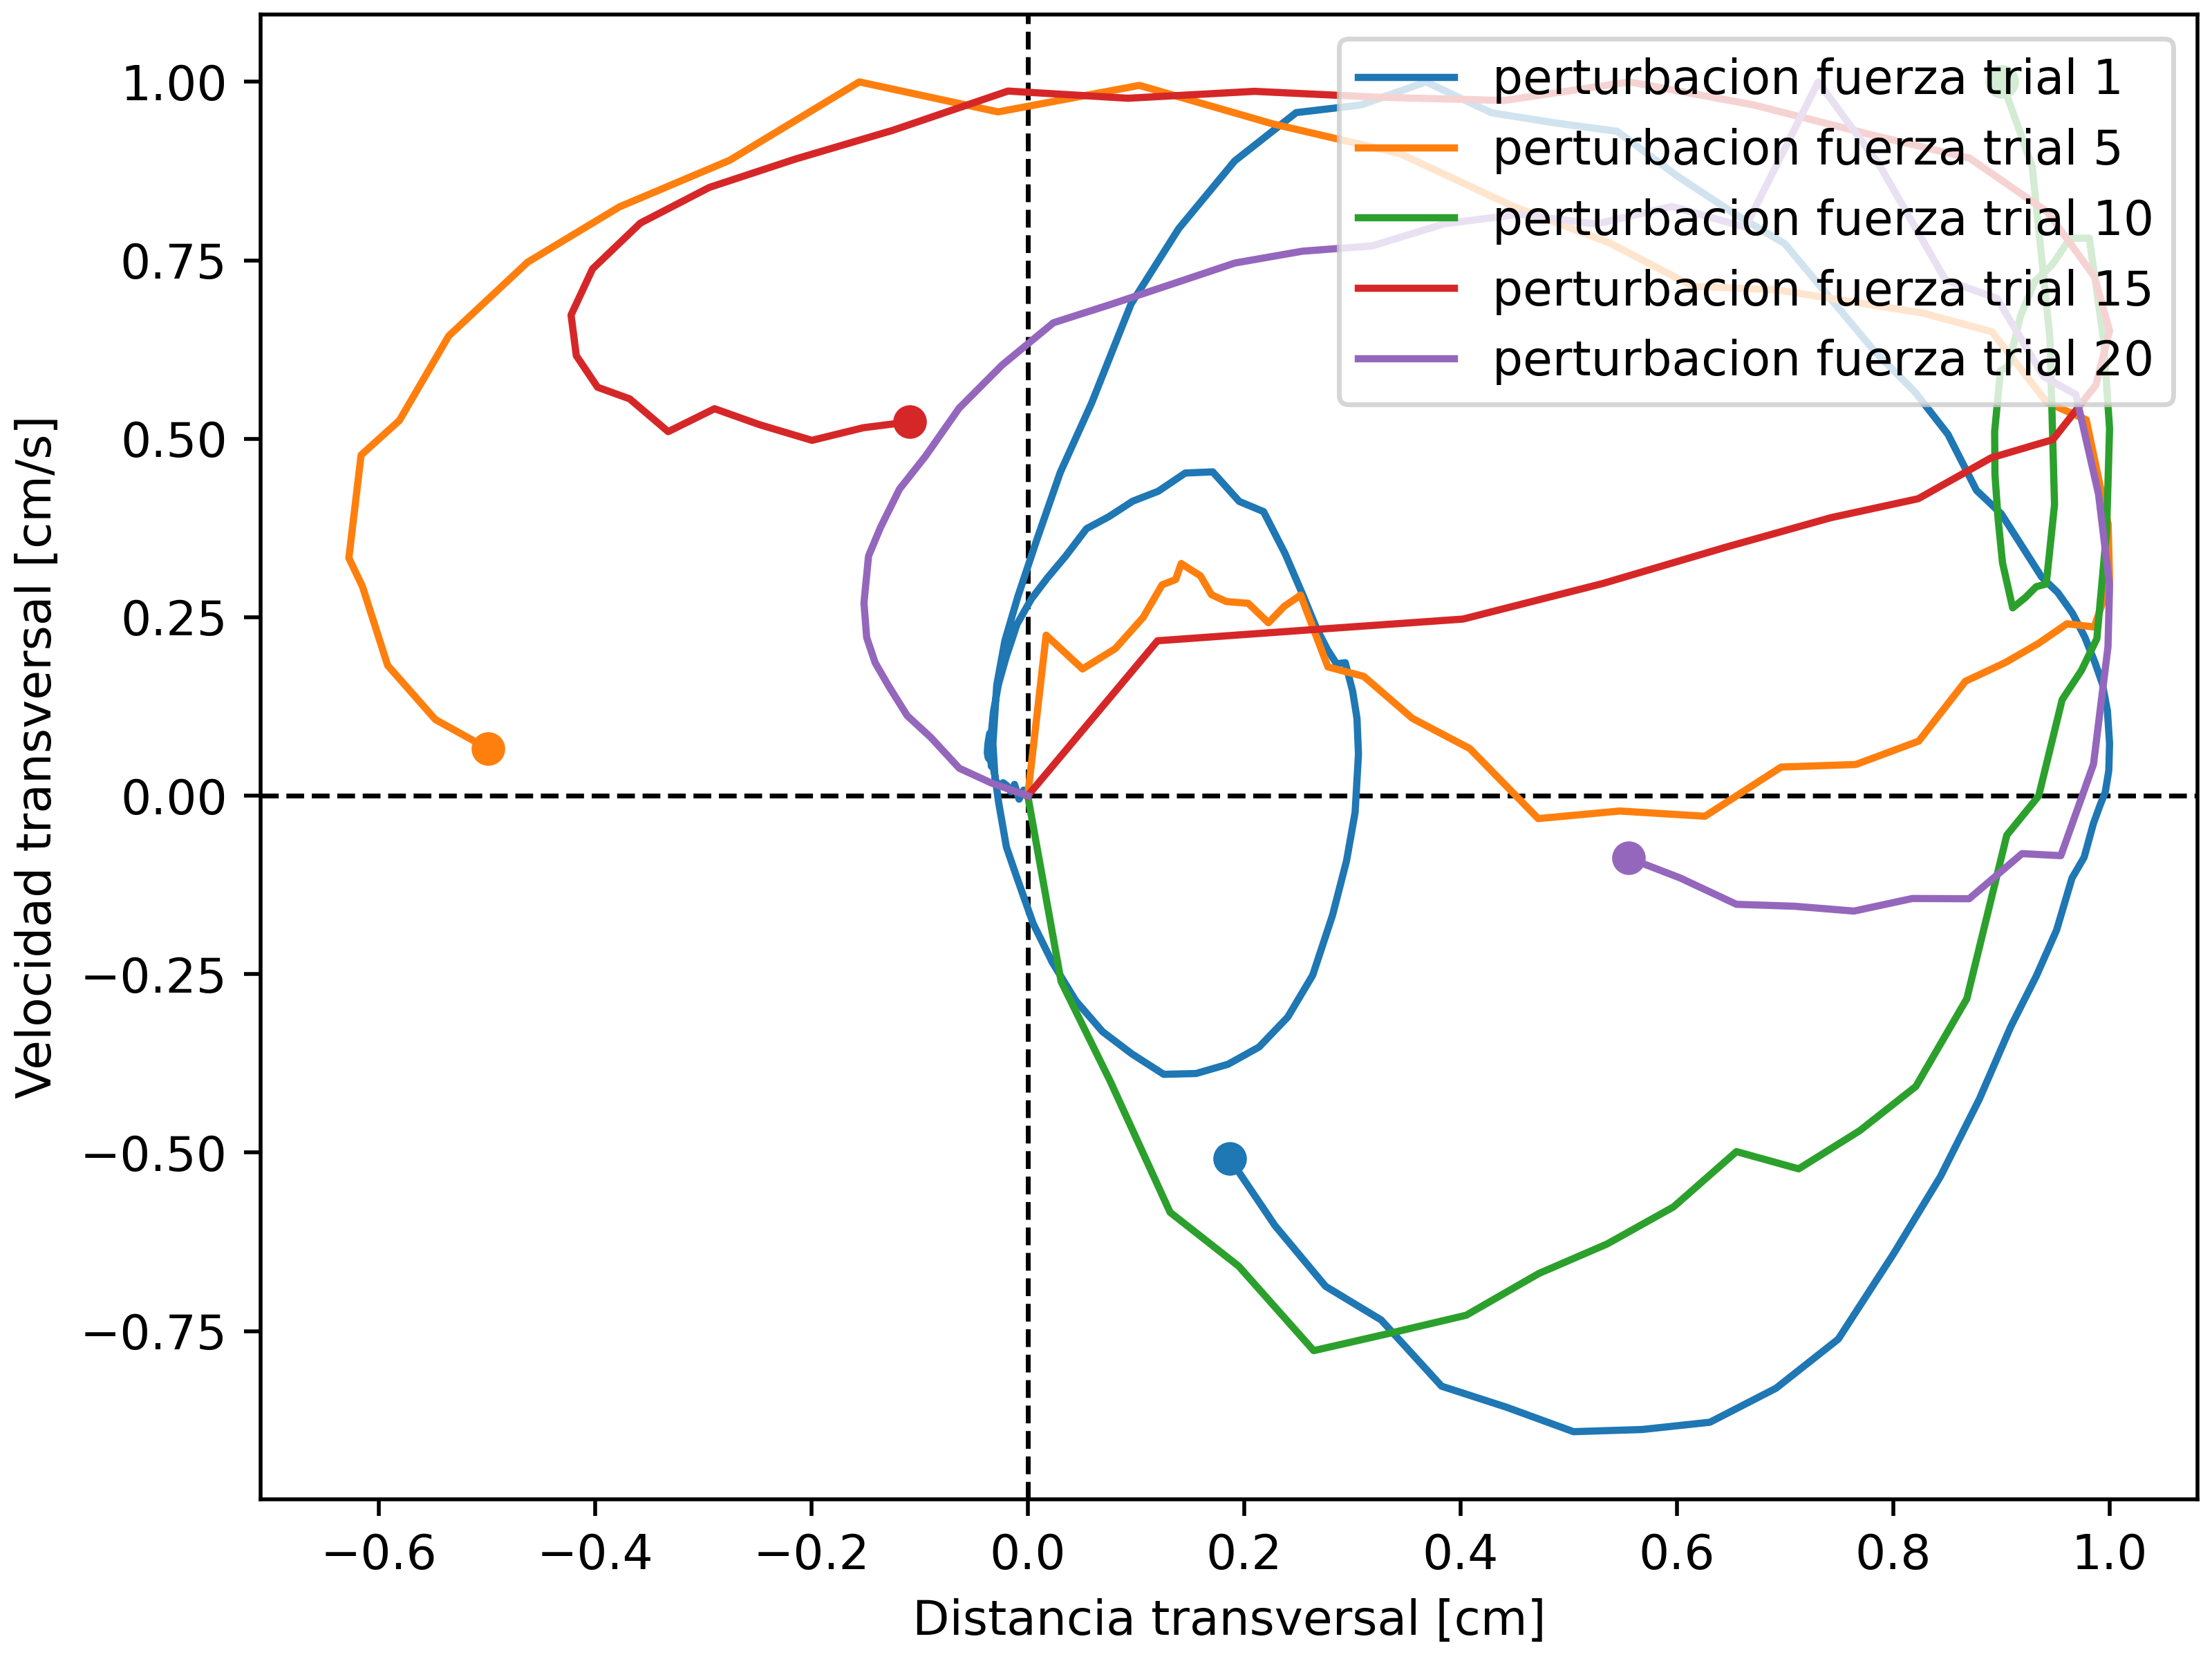 perturbacion fuerza trial 1
perturbacion fuerza trial 5
perturbacion fuerza trial 10
perturbacion fuerza trial 15
perturbacion fuerza trial 20
Velocidad transversal [cm/s]
1.00
0.75
0.50
0.25
0.00
−0.25
−0.50
−0.75
−0.6 −0.4 −0.2 0.0 0.2 0.4 0.6 0.8 1.0
Distancia transversal [cm]